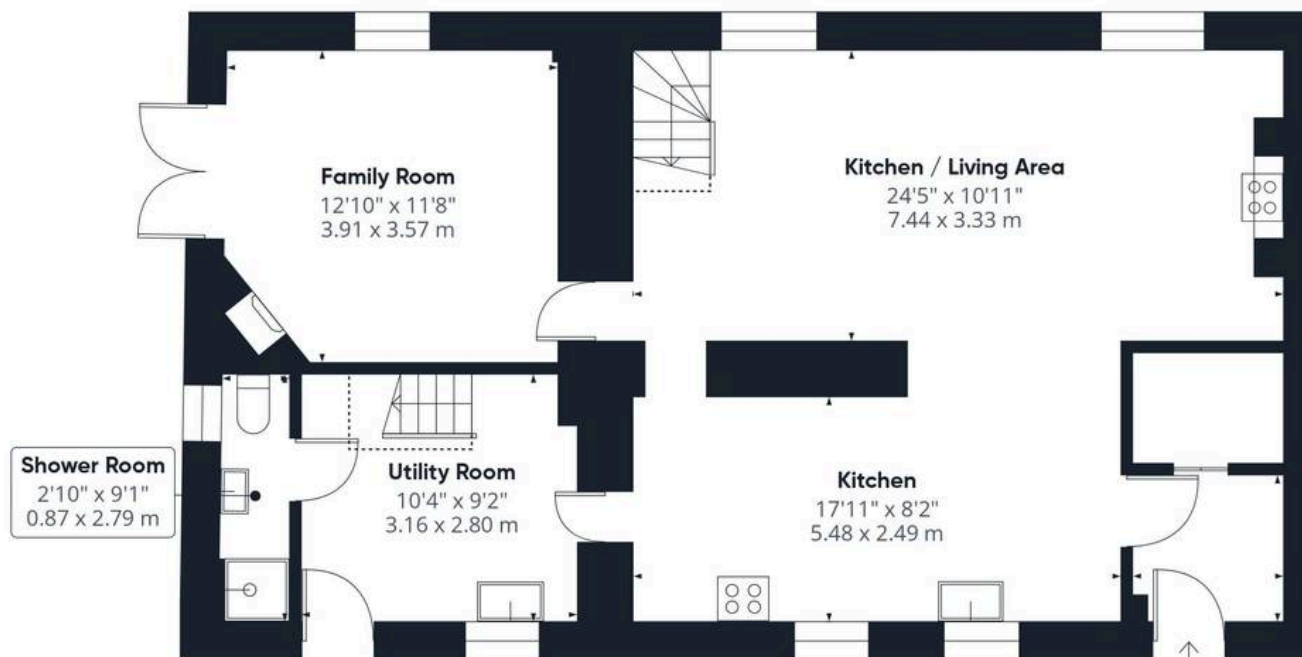 Family Room
12'10" x 11'8"
3.91 x 3.57 m
Kitchen / Living Area
24'5" x 10'11"
7.44 x 3.33 m
Shower Room
2'10" x 9'1"
0.87 x 2.79 m
Utility Room
10'4" x 9'2"
3.16 x 2.80 m
Kitchen
17'11" x 8'2"
5.48 x 2.49 m